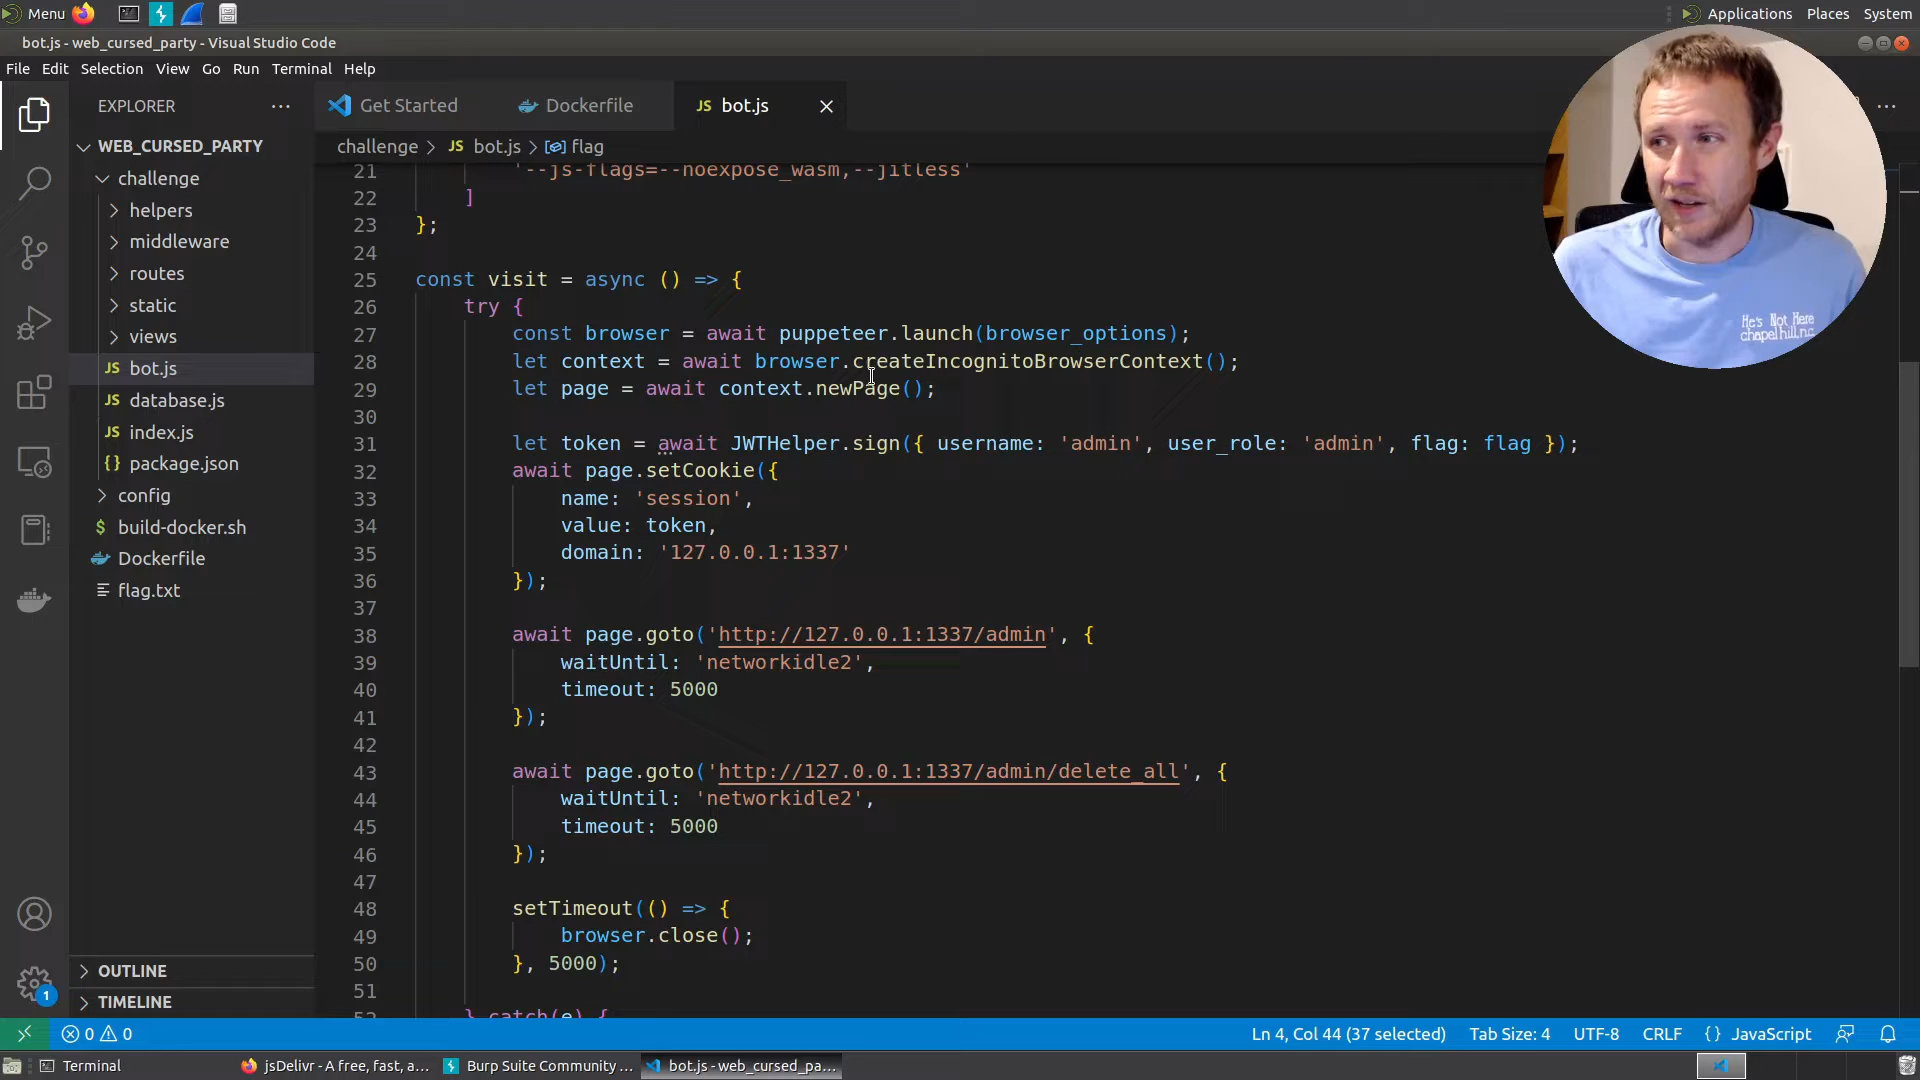 Menu
Applications Places System
bot.js - web_cursed_party - Visual Studio Code
File Edit Selection View Go Run Terminal Help
EXPLORER ···
Get Started
Dockerfile
JS bot.js
challenge > JS bot.js > flag
WEB_CURSED_PARTY
challenge
helpers
middleware
routes
static
views
JS bot.js
JS database.js
JS index.js
{} package.json
config
$ build-docker.sh
Dockerfile
flag.txt
OUTLINE
TIMELINE
1
21 '--js-flags=--noexpose_wasm,--jitless'
22 ]
23 };
24
25 const visit = async () => {
26 try {
27 const browser = await puppeteer.launch(browser_options);
28 let context = await browser.createIncognitoBrowserContext();
29 let page = await context.newPage();
30
31 let token = await JWTHelper.sign({ username: 'admin', user_role: 'admin', flag: flag });
32 await page.setCookie({
33 name: 'session',
34 value: token,
35 domain: '127.0.0.1:1337'
36 });
37
38 await page.goto('http://127.0.0.1:1337/admin', {
39 waitUntil: 'networkidle2',
40 timeout: 5000
41 });
42
43 await page.goto('http://127.0.0.1:1337/admin/delete_all', {
44 waitUntil: 'networkidle2',
45 timeout: 5000
46 });
47
48 setTimeout(() => {
49 browser.close();
50 }, 5000);
51
52 } catch(e) {
He's Not Here
chapel hill, nc
0 0
Ln 4, Col 44 (37 selected) Tab Size: 4 UTF-8 CRLF {} JavaScript
Terminal
jsDelivr - A free, fast, a...
Burp Suite Community ...
bot.js - web_cursed_pa...